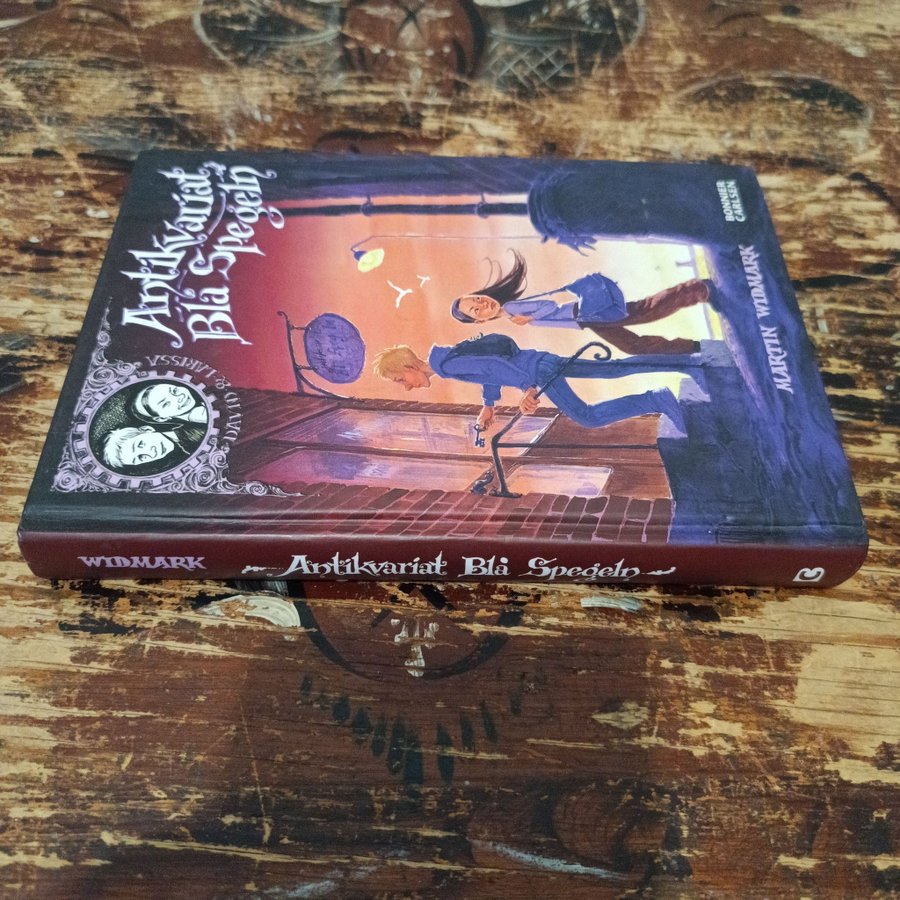 Antikvariat
Blå Spegeln
DAVID & LARISSA
MARTIN WIDMARK
BONNIER
CARLSEN
WIDMARK
Antikvariat Blå Spegeln